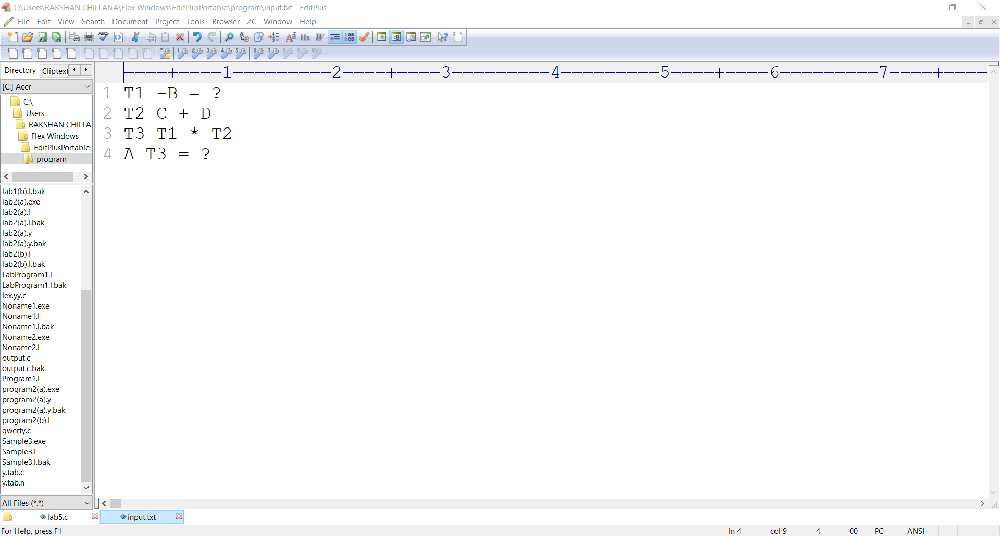 C:\Users\RAKSHAN CHILLANA\Flex Windows\EditPlusPortable\program\input.txt - EditPlus
File Edit View Search Document Project Tools Browser ZC Window Help
Directory Cliptext
[C:] Acer
C:\
Users
RAKSHAN CHILLA
Flex Windows
EditPlusPortable
program
1 2 3 4 5 6 7
1 T1 -B = ?
2 T2 C + D
3 T3 T1 * T2
4 A T3 = ?
lab1(b).l.bak
lab2(a).exe
lab2(a).l
lab2(a).l.bak
lab2(a).y
lab2(a).y.bak
lab2(b).l
lab2(b).l.bak
LabProgram1.l
LabProgram1.l.bak
lex.yy.c
Noname1.exe
Noname1.l
Noname1.l.bak
Noname2.exe
Noname2.l
output.c
output.c.bak
Program1.l
program2(a).exe
program2(a).y
program2(a).y.bak
program2(b).l
qwerty.c
Sample3.exe
Sample3.l
Sample3.l.bak
y.tab.c
y.tab.h
All Files (*.*)
lab5.c input.txt
For Help, press F1 ln 4 col 9 4 00 PC ANSI